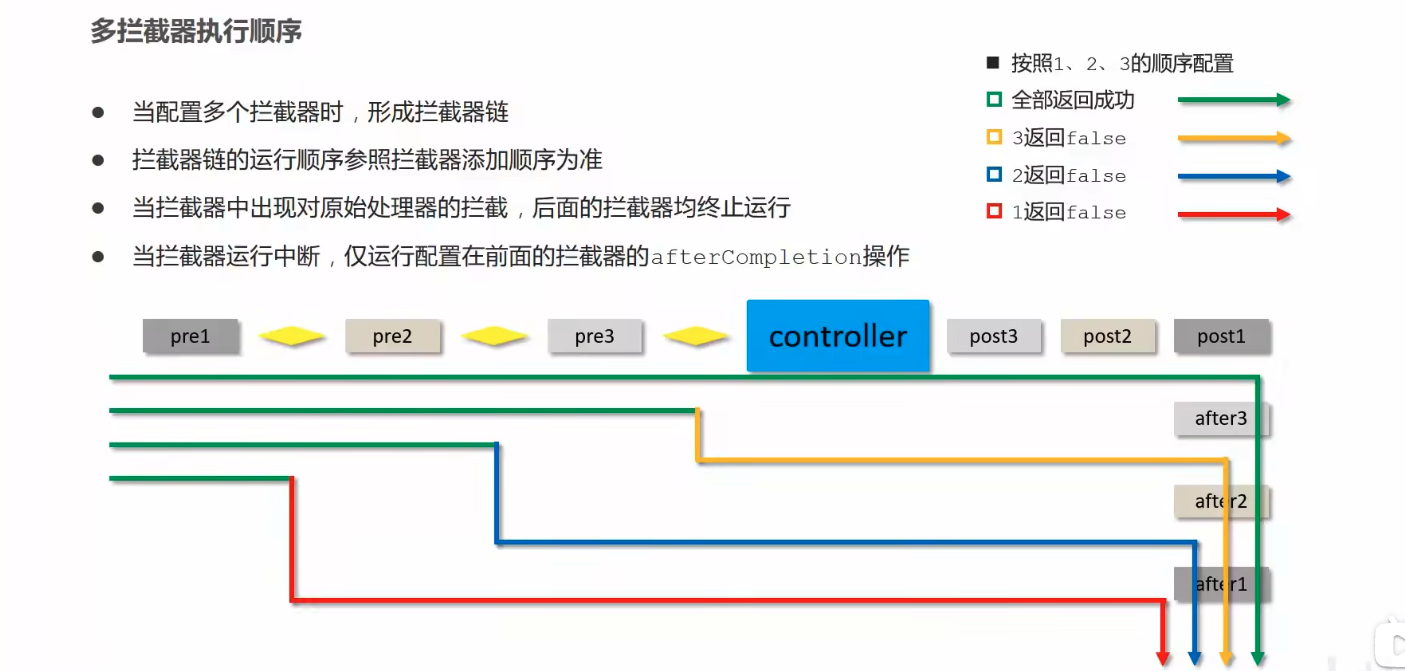 多拦截器执行顺序
当配置多个拦截器时，形成拦截器链
拦截器链的运行顺序参照拦截器添加顺序为准
当拦截器中出现对原始处理器的拦截，后面的拦截器均终止运行
当拦截器运行中断，仅运行配置在前面的拦截器的afterCompletion操作
按照1、2、3的顺序配置
全部返回成功
3返回false
2返回false
1返回false
pre1 pre2 pre3 controller post3 post2 post1
after3
after2
after1